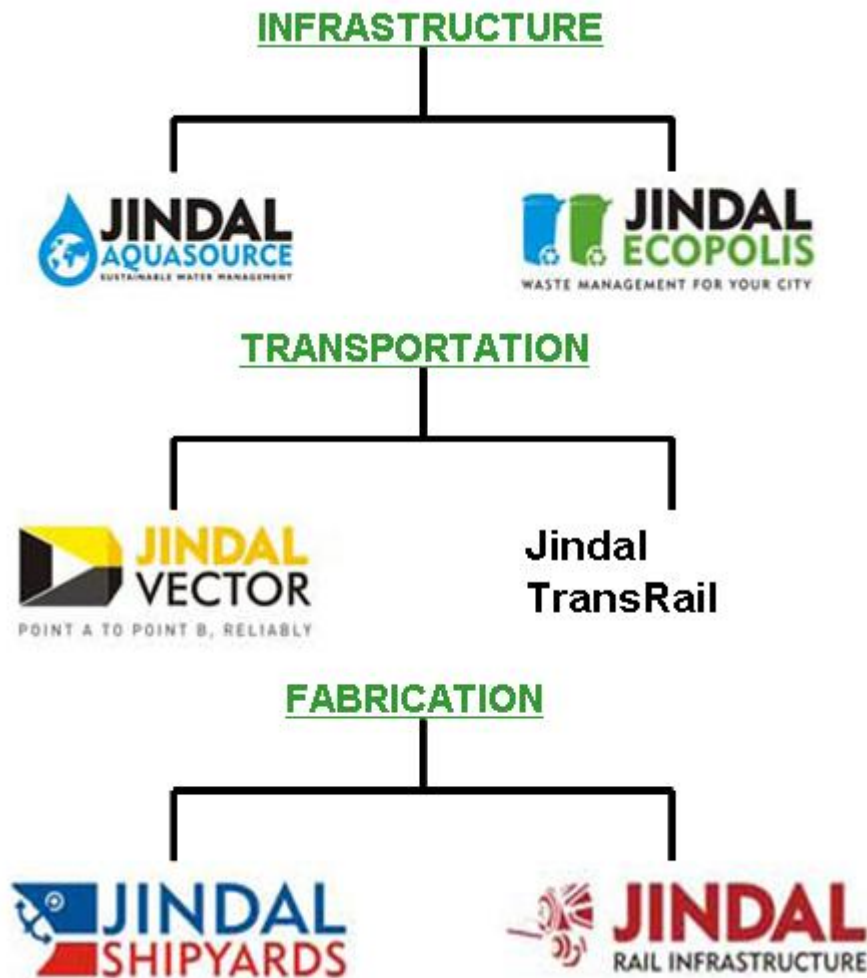 INFRASTRUCTURE
JINDAL
AQUASOURCE
SUSTAINABLE WATER MANAGEMENT
JINDAL
ECOPOLIS
WASTE MANAGEMENT FOR YOUR CITY
TRANSPORTATION
JINDAL
VECTOR
POINT A TO POINT B, RELIABLY
Jindal
TransRail
FABRICATION
JINDAL
SHIPYARDS
JINDAL
RAIL INFRASTRUCTURE